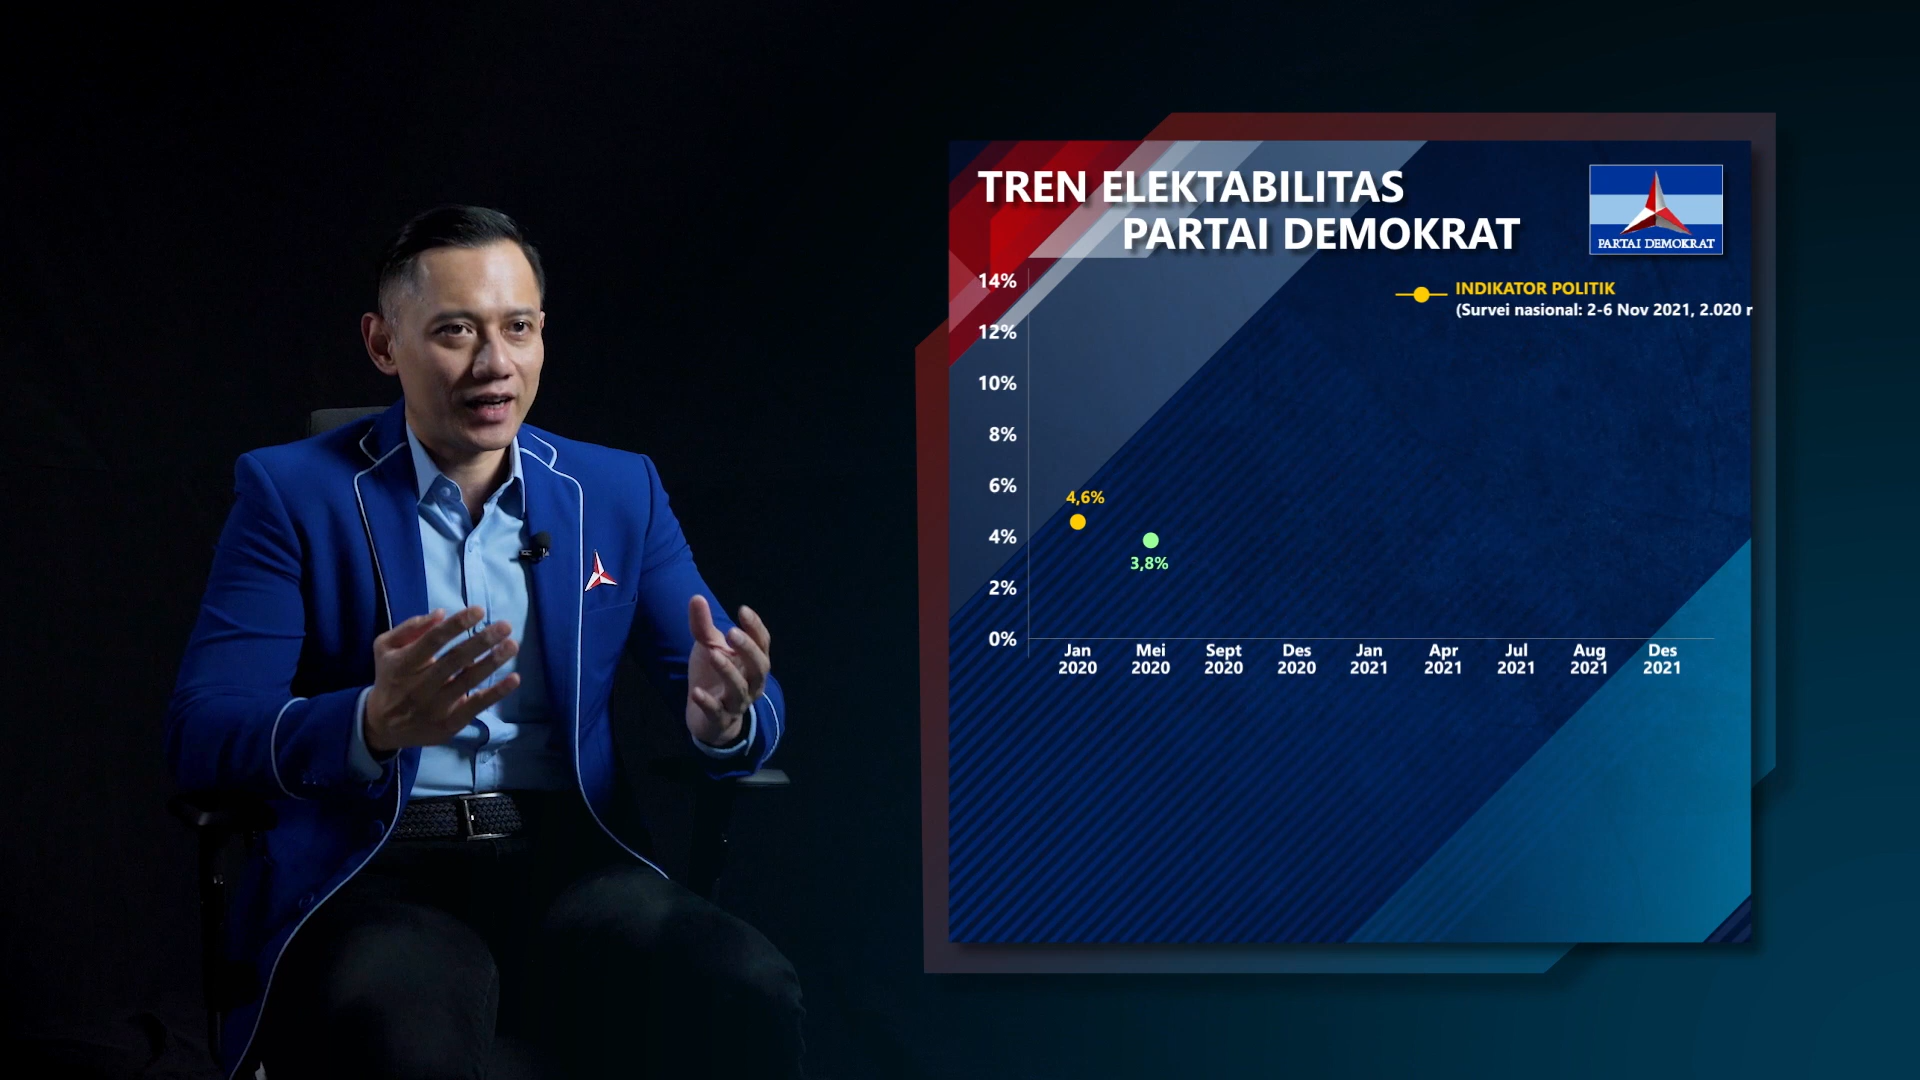 TREN ELEKTABILITAS
PARTAI DEMOKRAT
PARTAI DEMOKRAT
INDIKATOR POLITIK
(Survei nasional: 2-6 Nov 2021, 2.020 r
14%
12%
10%
8%
6%
4%
2%
0%
4,6%
3,8%
Jan 2020
Mei 2020
Sept 2020
Des 2020
Jan 2021
Apr 2021
Jul 2021
Aug 2021
Des 2021